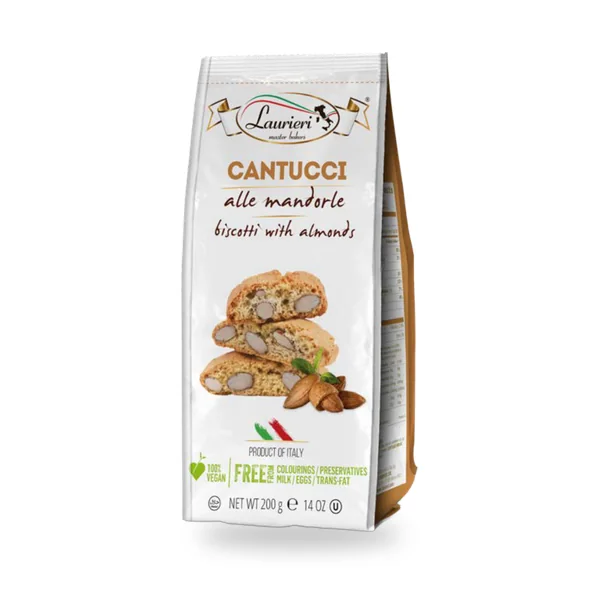 Laurieri's
master bakers
®
CANTUCCI
alle mandorle
biscotti with almonds
PRODUCT OF ITALY
100%
VEGAN
FREE FROM
COLOURINGS / PRESERVATIVES
MILK / EGGS / TRANS-FAT
NET WT 200 g ℮ 14 OZ U